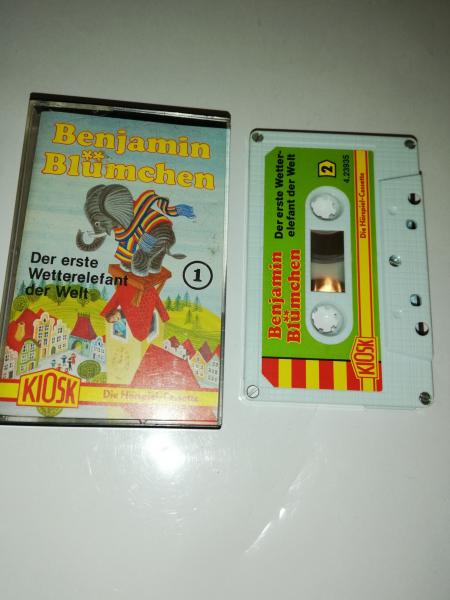 Benjamin
Blümchen
Der erste
Wetterelefant
der Welt
1
KIOSK
Die Hörspiel-Cassette
Benjamin
Blümchen
Der erste Wetter-
elefant der Welt
2
4.23935
Die Hörspiel-Cassette
KIOSK